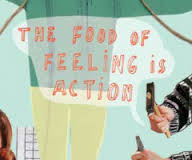 THE FOOD OF
FEELING is
ACTION